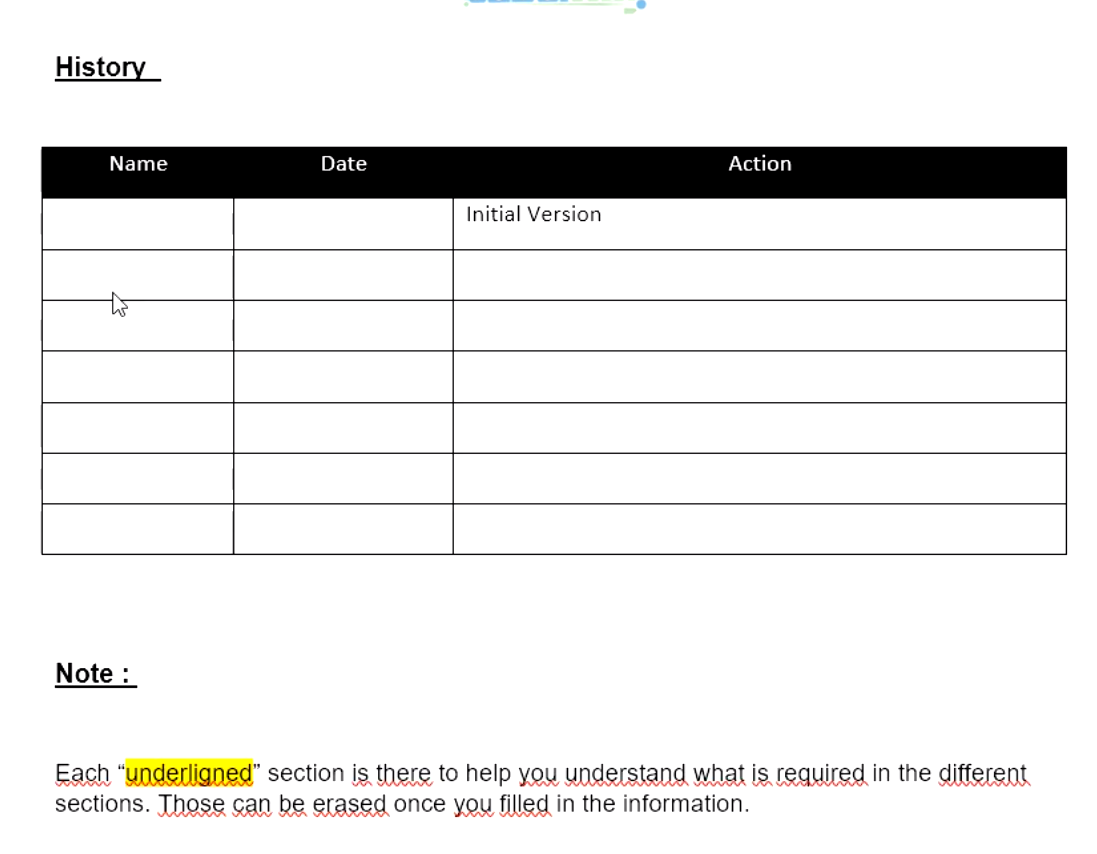 History
Name Date Action
Initial Version
Note :
Each “underligned” section is there to help you understand what is required in the different
sections. Those can be erased once you filled in the information.